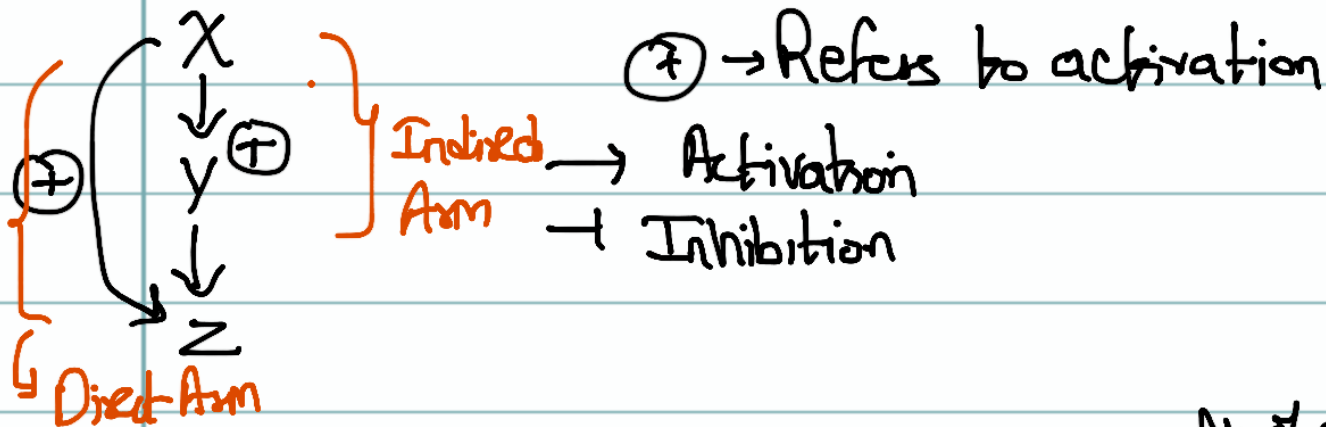 X
⊕ → Refers to activation
y ⊕
⊕
Indirect → Activation
Arm ⊣ Inhibition
Z
↳ Direct Arm